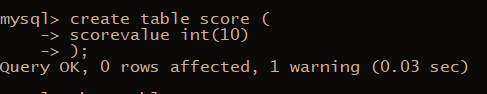 mysql> create table score (
    -> scorevalue int(10)
    -> );
Query OK, 0 rows affected, 1 warning (0.03 sec)